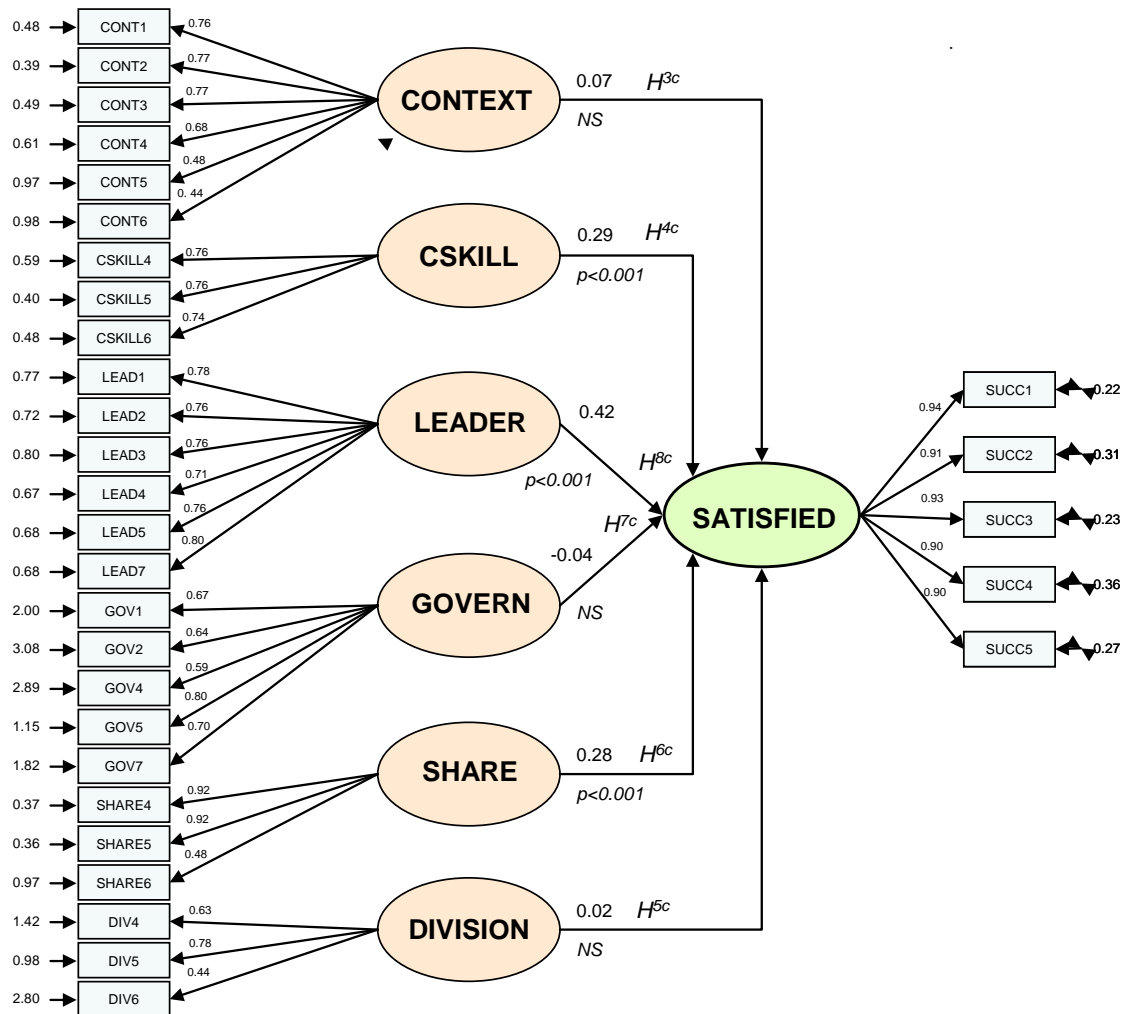 0.48 CONT1 0.76
0.39 CONT2 0.77
0.49 CONT3 0.77
0.61 CONT4 0.68
0.97 CONT5 0.48
0.98 CONT6 0. 44
CONTEXT
0.07 H3c
NS
0.59 CSKILL4 0.76
0.40 CSKILL5 0.76
0.48 CSKILL6 0.74
CSKILL
0.29 H4c
p<0.001
0.77 LEAD1 0.78
0.72 LEAD2 0.76
0.80 LEAD3 0.76
0.67 LEAD4 0.71
0.68 LEAD5 0.76
0.68 LEAD7 0.80
LEADER
0.42
H8c
p<0.001
2.00 GOV1 0.67
3.08 GOV2 0.64
2.89 GOV4 0.59
1.15 GOV5 0.80
1.82 GOV7 0.70
GOVERN
H7c
-0.04
NS
0.37 SHARE4 0.92
0.36 SHARE5 0.92
0.97 SHARE6 0.48
SHARE
0.28 H6c
p<0.001
1.42 DIV4 0.63
0.98 DIV5 0.78
2.80 DIV6 0.44
DIVISION
0.02 H5c
NS
SATISFIED
0.94 SUCC1 0.22
0.91 SUCC2 0.31
0.93 SUCC3 0.23
0.90 SUCC4 0.36
0.90 SUCC5 0.27